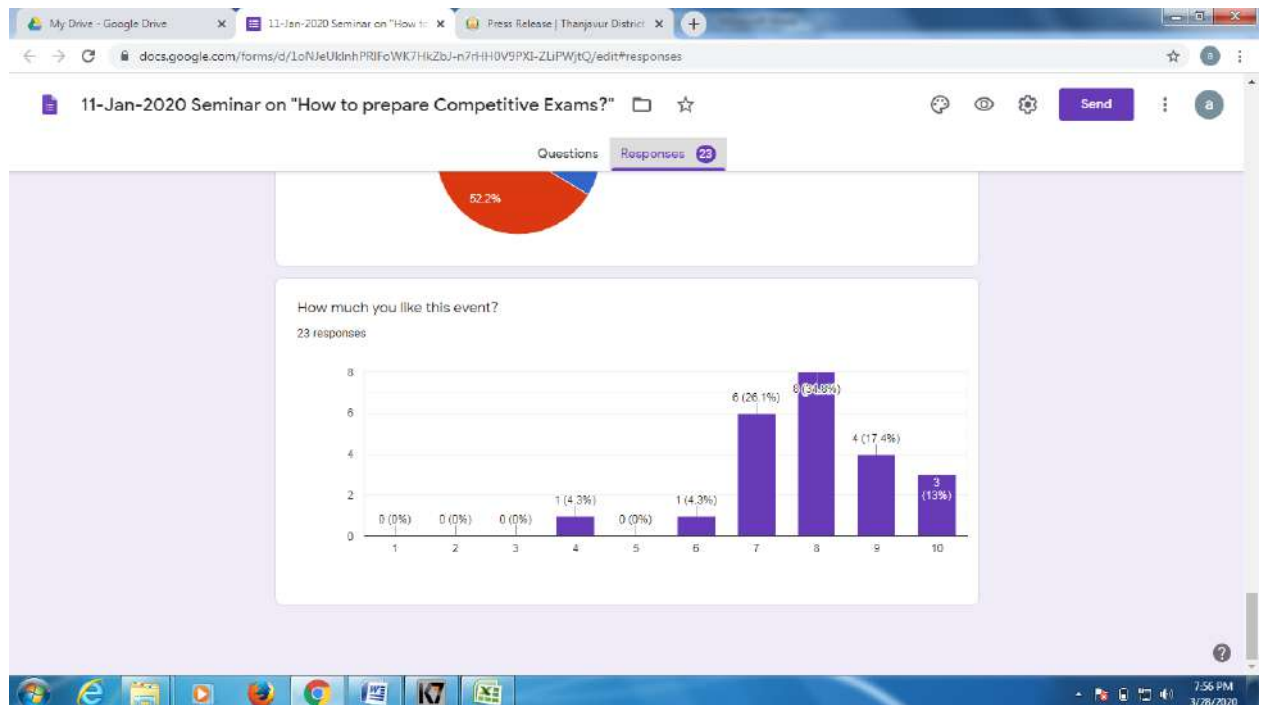 My Drive - Google Drive
11-Jan-2020 Seminar on "How to
Press Release | Thanjavur District
docs.google.com/forms/d/
/edit#responses
11-Jan-2020 Seminar on "How to prepare Competitive Exams?"
Send
a
Questions
Responses 23
52.2%
How much you like this event?
23 responses
8
6
4
2
0
0 (0%)
0 (0%)
0 (0%)
1 (4.3%)
0 (0%)
1 (4.3%)
6 (26.1%)
8 (34.8%)
4 (17.4%)
3
(13%)
1 2 3 4 5 6 7 8 9 10
7:56 PM
3/28/2020